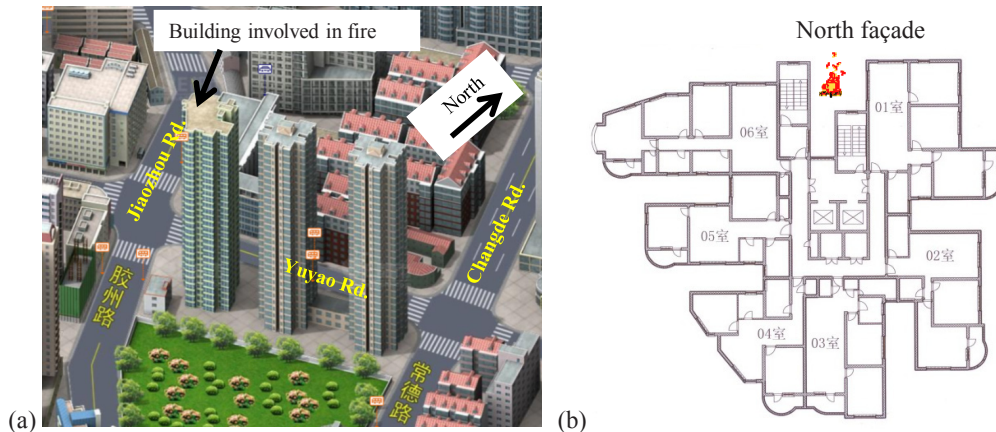 Building involved in fire
North
Jiaozhou Rd.
Yuyao Rd.
Changde Rd.
胶州路
常德路
(a)
North façade
01室
06室
05室
02室
04室
03室
(b)